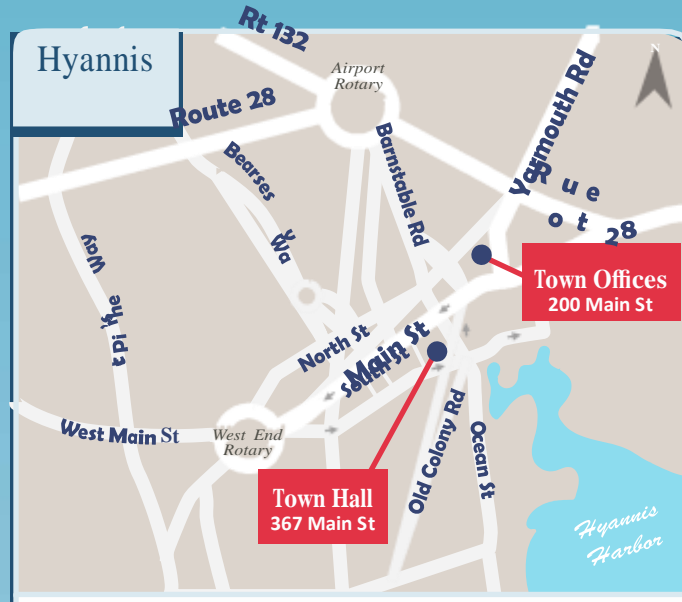 Hyannis
Rt 132
N
Airport
Rotary
Route 28
Yarmouth Rd
Barnstable Rd
Bearses
Way
Route 28
Town Offices
200 Main St
Way
North St
Main St
South St
West Main St
West End
Rotary
Old Colony Rd
Ocean St
Town Hall
367 Main St
Hyannis
Harbor